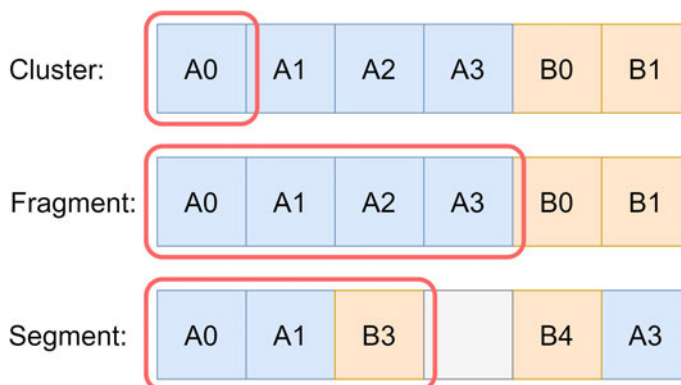 Cluster: A0 A1 A2 A3 B0 B1
Fragment: A0 A1 A2 A3 B0 B1
Segment: A0 A1 B3 B4 A3